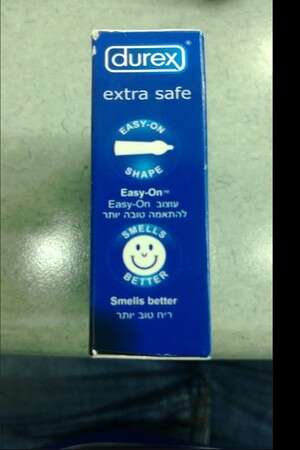 durex
extra safe
EASY-ON
SHAPE
Easy-On™
עיצוב Easy-On
להתאמה טובה יותר
SMELLS
BETTER
Smells better
ריח טוב יותר